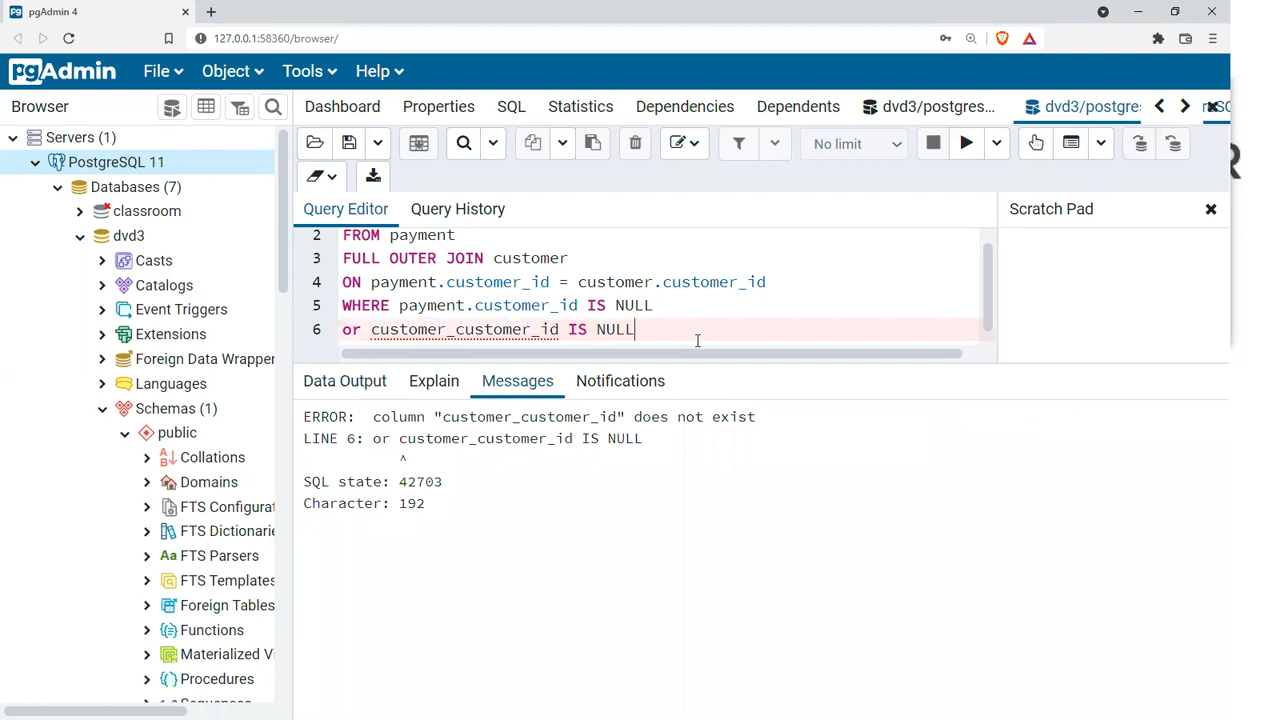 pgAdmin 4
127.0.0.1:58360/browser/
pgAdmin
File
Object
Tools
Help
Browser
Dashboard
Properties
SQL
Statistics
Dependencies
Dependents
dvd3/postgres...
dvd3/postgre
Servers (1)
PostgreSQL 11
Databases (7)
classroom
dvd3
Casts
Catalogs
Event Triggers
Extensions
Foreign Data Wrapper
Languages
Schemas (1)
public
Collations
Domains
FTS Configurat
FTS Dictionarie
Aa FTS Parsers
FTS Templates
Foreign Tables
Functions
Materialized Vi
Procedures
No limit
Query Editor
Query History
Scratch Pad
2 FROM payment
3 FULL OUTER JOIN customer
4 ON payment.customer_id = customer.customer_id
5 WHERE payment.customer_id IS NULL
6 or customer_customer_id IS NULL
Data Output
Explain
Messages
Notifications
ERROR: column "customer_customer_id" does not exist
LINE 6: or customer_customer_id IS NULL
^
SQL state: 42703
Character: 192